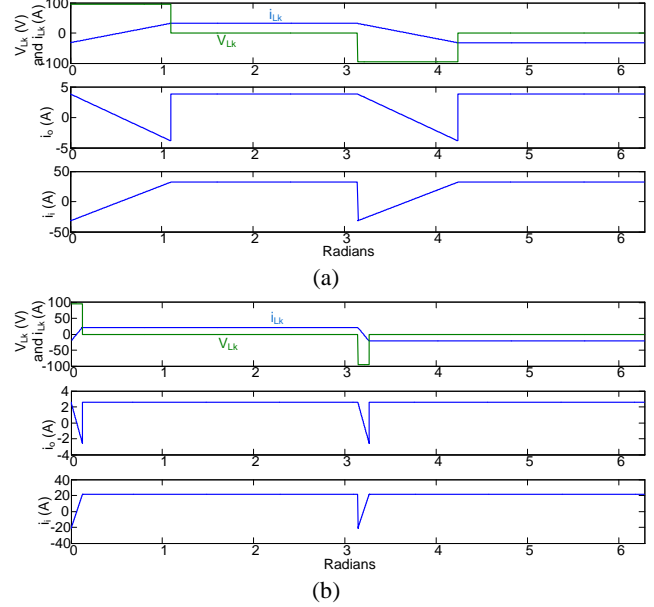 V_Lk (V)
and i_Lk (A)
100
0
100
i_Lk
V_Lk
0 1 2 3 4 5 6
i_o (A)
5
0
-5
0 1 2 3 4 5 6
i_i (A)
50
0
-50
0 1 2 3 4 5 6
Radians
(a)
V_Lk (V)
and i_Lk (A)
100
50
0
-50
-100
i_Lk
V_Lk
0 1 2 3 4 5 6
i_o (A)
4
2
0
-2
-4
0 1 2 3 4 5 6
i_i (A)
40
20
0
-20
-40
0 1 2 3 4 5 6
Radians
(b)